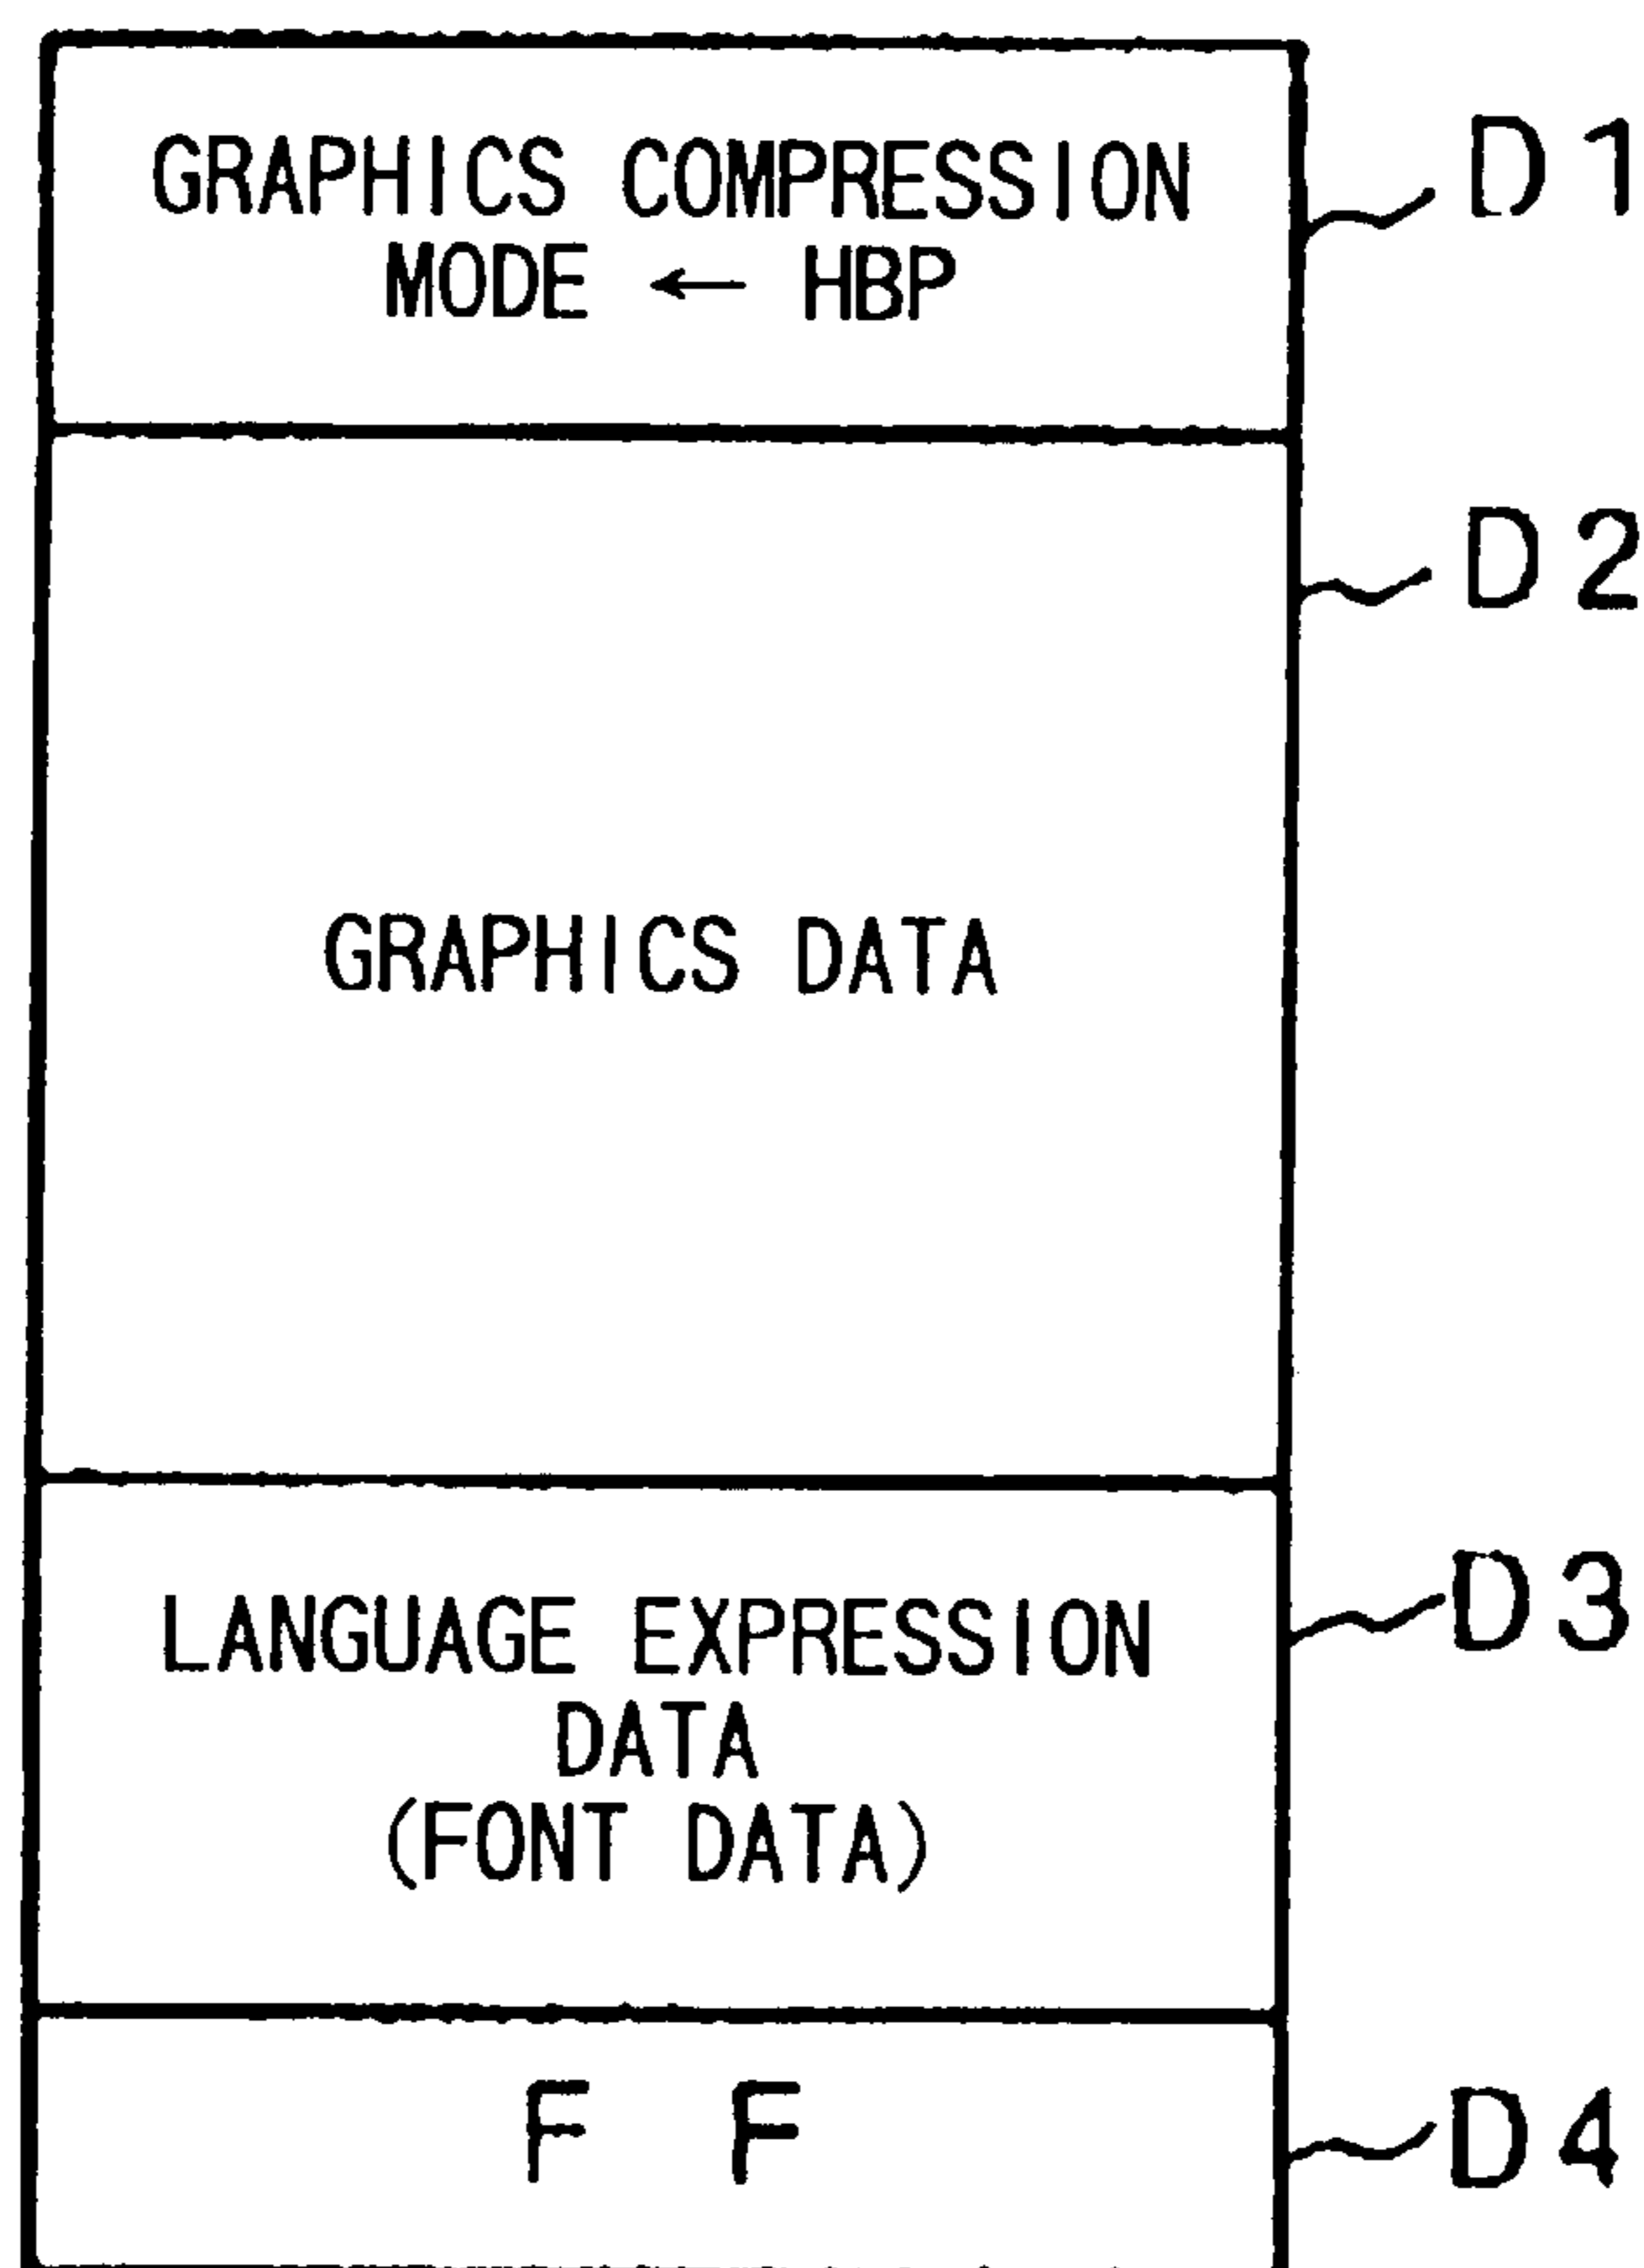 GRAPHICS COMPRESSION
MODE ← HBP
D1
D2
GRAPHICS DATA
LANGUAGE EXPRESSION
DATA
(FONT DATA)
D3
F F
D4